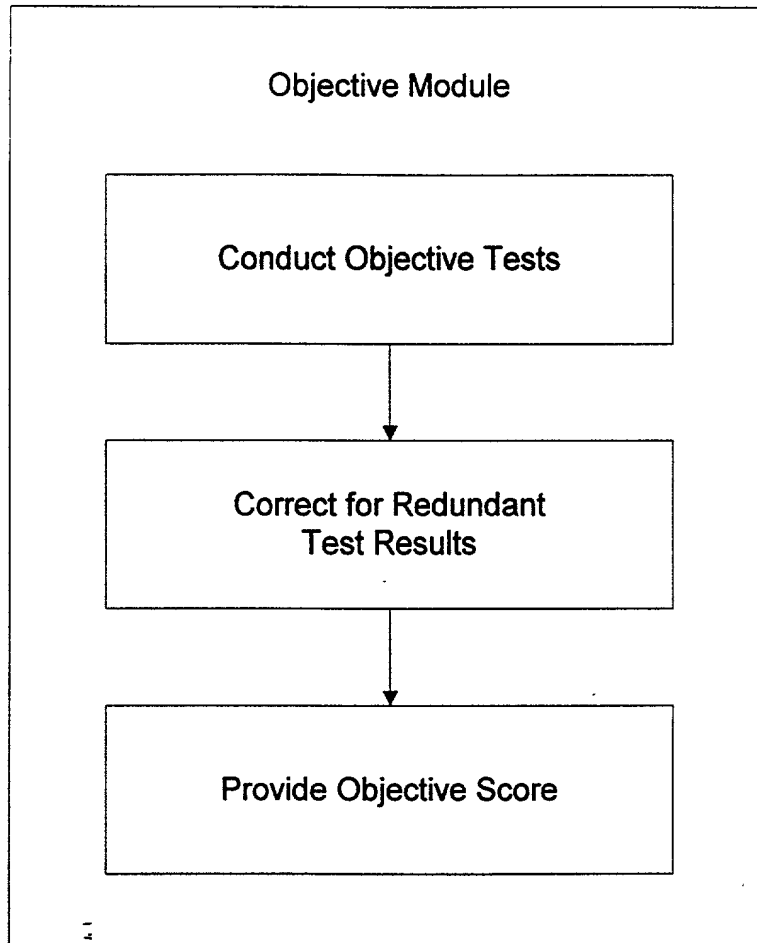 Objective Module
Conduct Objective Tests
Correct for Redundant
Test Results
Provide Objective Score